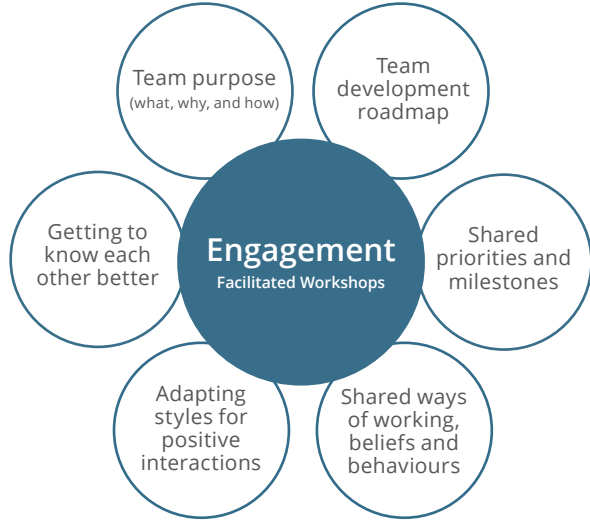 Team purpose
(what, why, and how)
Team
development
roadmap
Getting to
know each
other better
Engagement
Facilitated Workshops
Shared
priorities and
milestones
Adapting
styles for
positive
interactions
Shared ways
of working,
beliefs and
behaviours